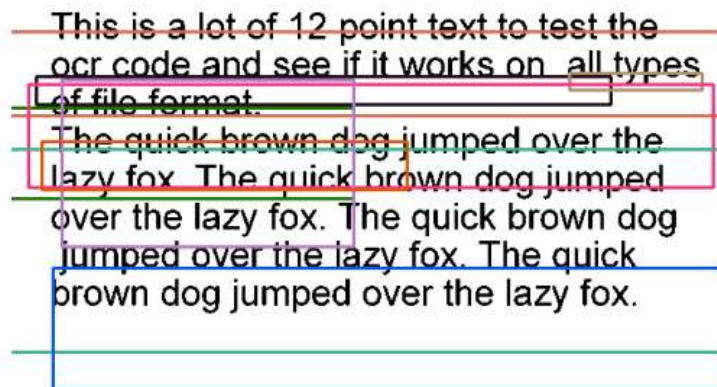 This is a lot of 12 point text to test the
ocr code and see if it works on all types
of file format.
The quick brown dog jumped over the
lazy fox. The quick brown dog jumped
over the lazy fox. The quick brown dog
jumped over the lazy fox. The quick
brown dog jumped over the lazy fox.